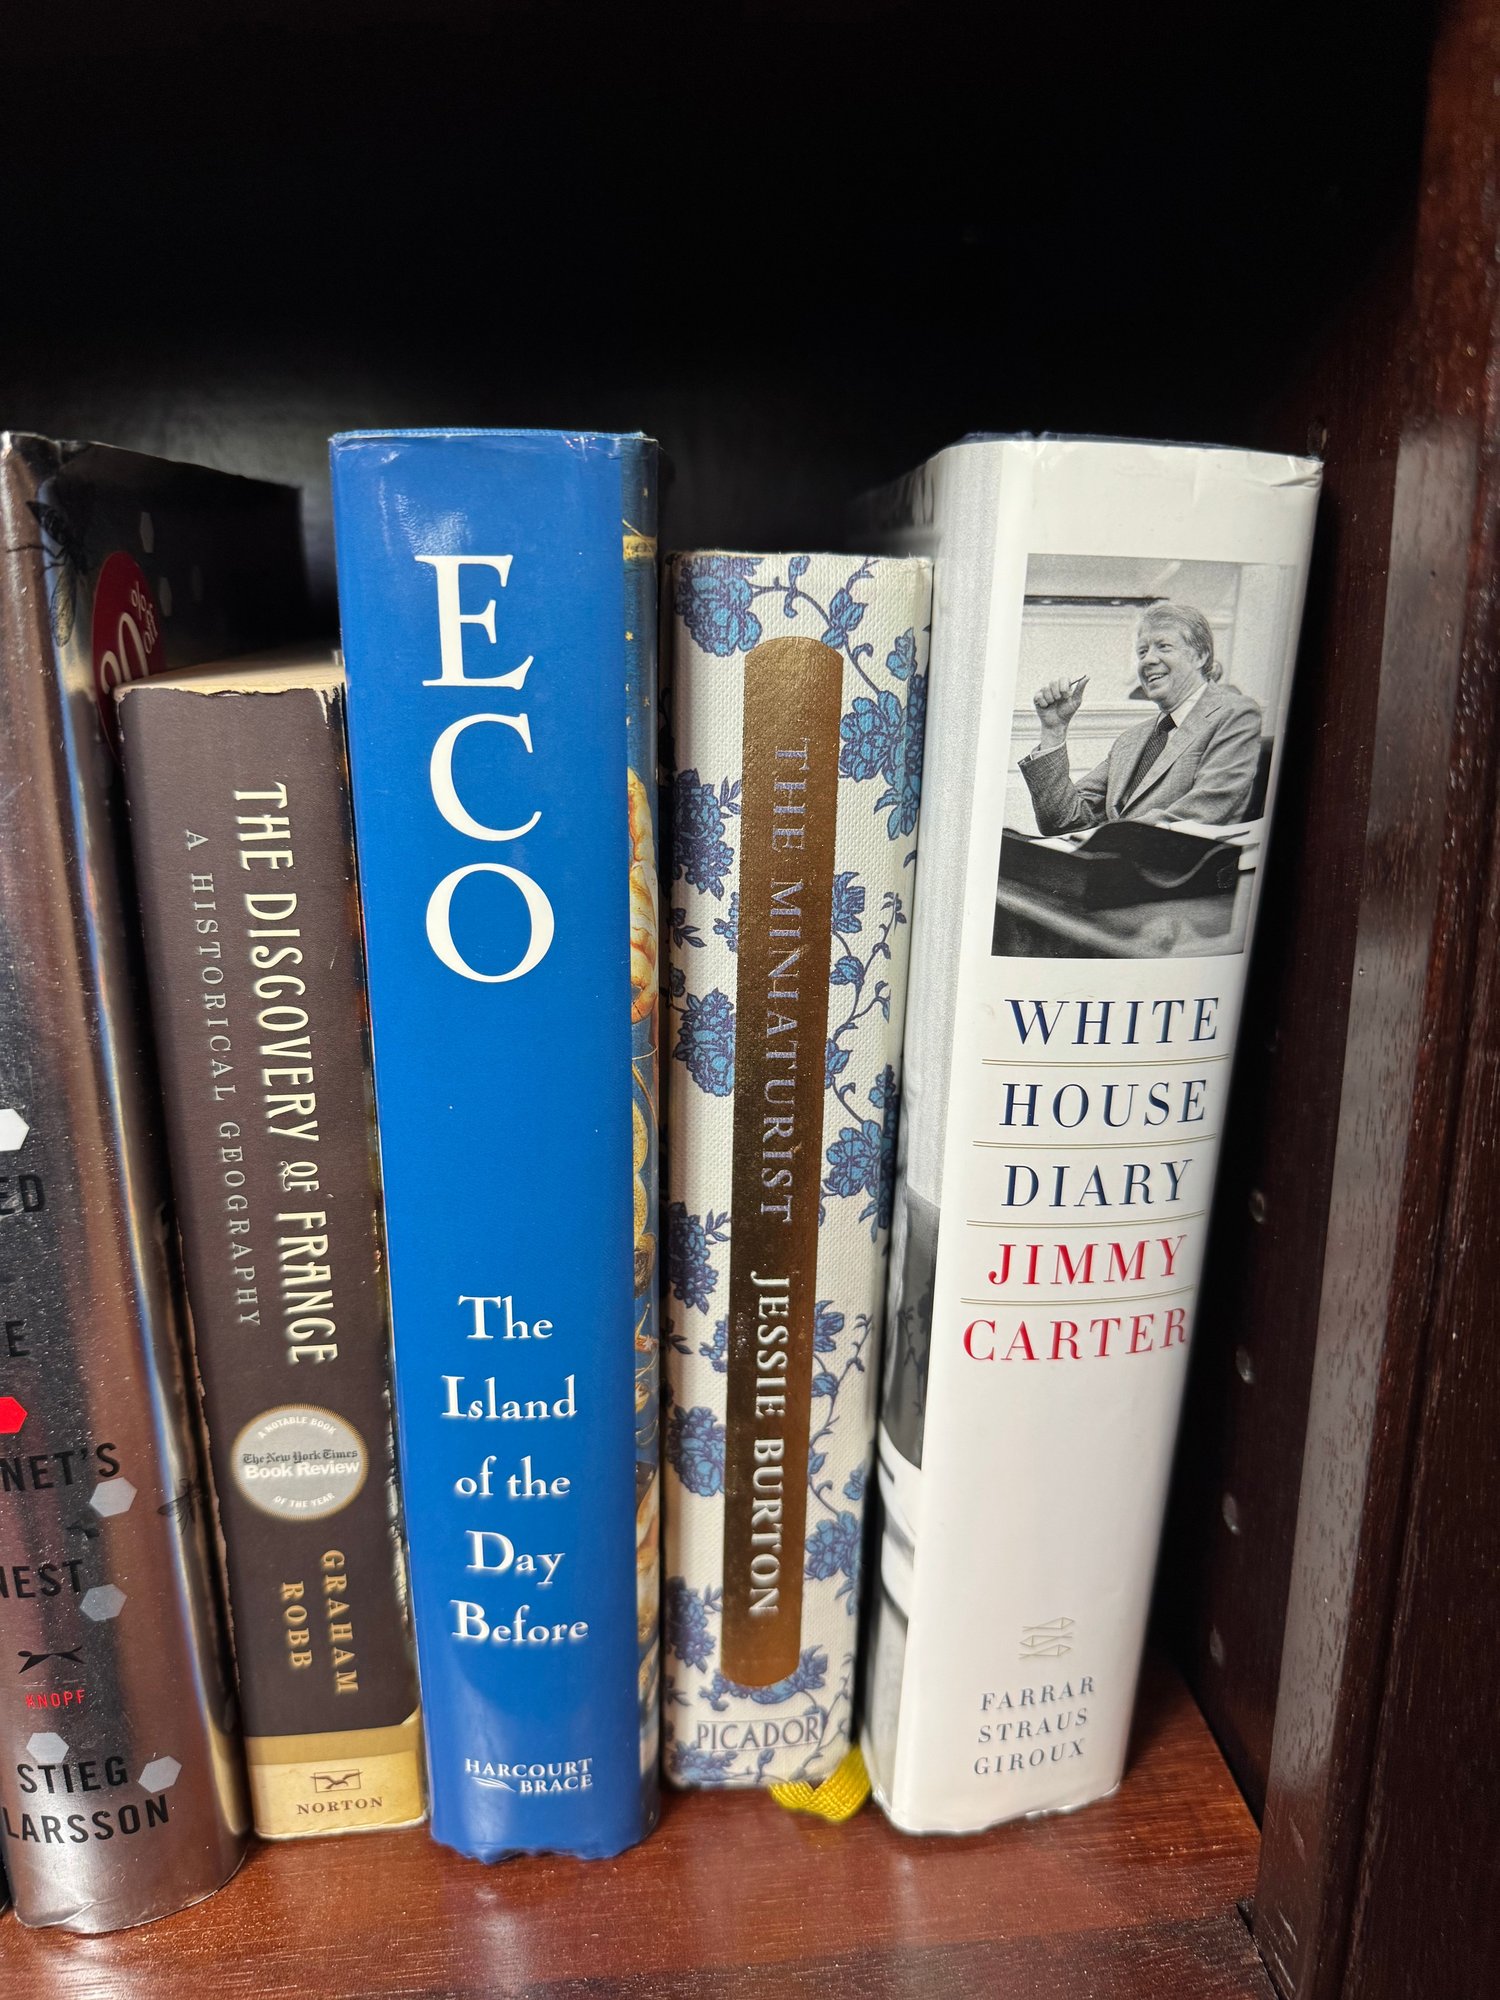 20%
off
ED
E
NET'S
NEST
KNOPF
STIEG
LARSSON
THE DISCOVERY OF FRANCE
A HISTORICAL GEOGRAPHY
A NOTABLE BOOK
The New York Times
Book Review
OF THE YEAR
GRAHAM
ROBB
NORTON
ECO
The
Island
of the
Day
Before
HARCOURT
BRACE
THE MINIATURIST JESSIE BURTON
PICADOR
WHITE
HOUSE
DIARY
JIMMY
CARTER
FARRAR
STRAUS
GIROUX